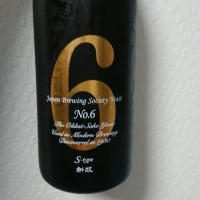 6
Japan Brewing Society Yeast
No.6
The Oldest Sake Yeast
Used in Modern Brewing
Discovered in 1930
S-type
新政